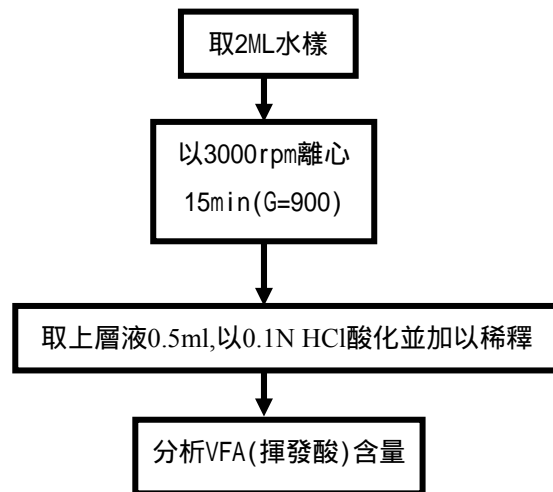 取2ML水樣
以3000rpm離心
15min(G=900)
取上層液0.5ml,以0.1N HCl酸化並加以稀釋
分析VFA(揮發酸)含量